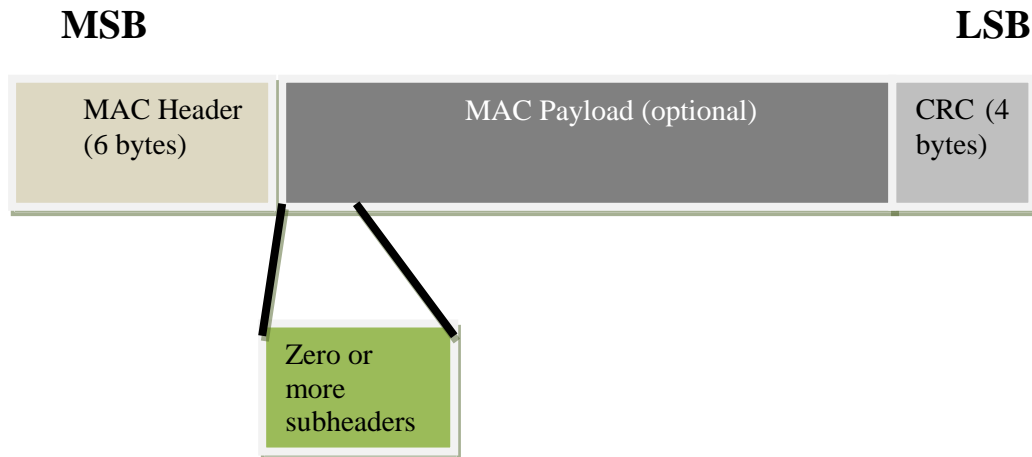 MSB
LSB
MAC Header
(6 bytes)
MAC Payload (optional)
CRC (4
bytes)
Zero or
more
subheaders